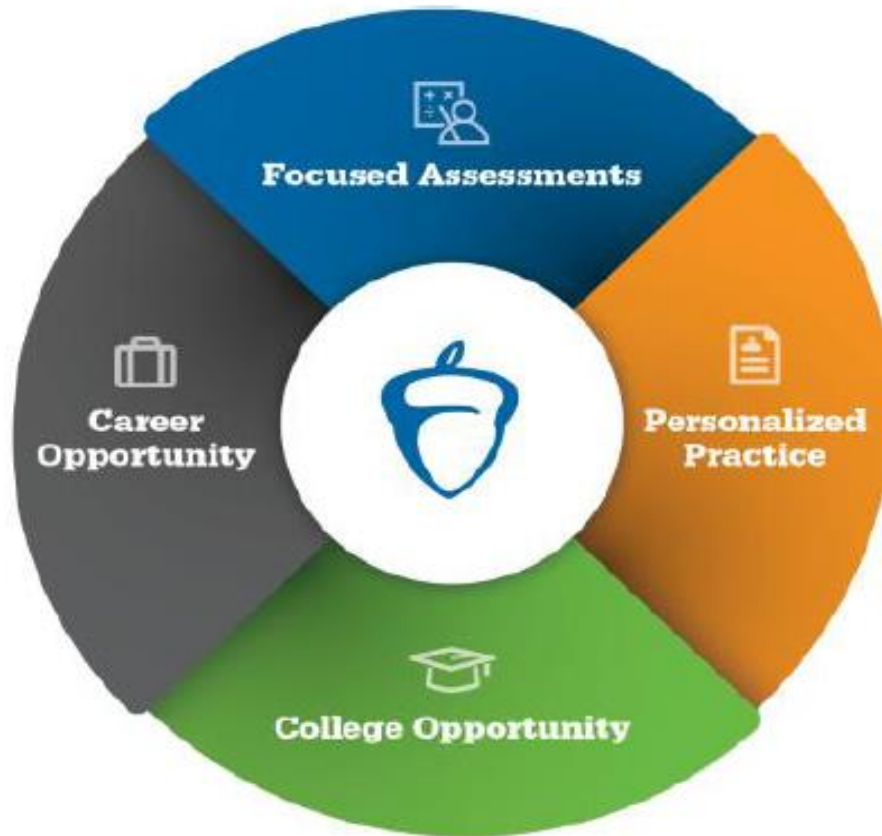 Focused Assessments
Career
Opportunity
Personalized
Practice
College Opportunity